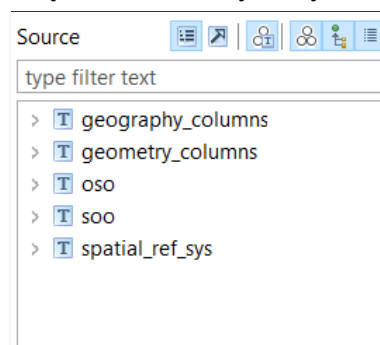 Source
type filter text
geography_columns
geometry_columns
oso
soo
spatial_ref_sys